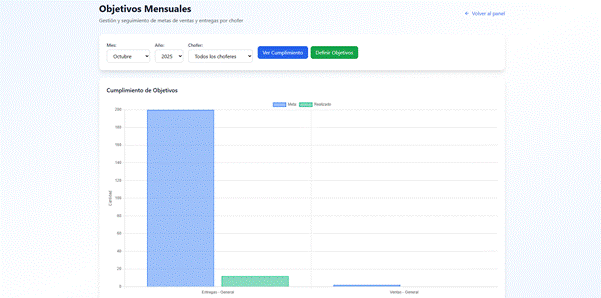 Objetivos Mensuales
Gestión y seguimiento de metas de ventas y entregas por chofer
← Volver al panel
Mes:
Año:
Chofer:
Octubre
2025
Todos los choferes
Ver Cumplimiento
Definir Objetivos
Cumplimiento de Objetivos
Meta
Realizado
200
180
160
140
120
100
80
60
40
20
0
Cantidad
Entregas - General
Ventas - General